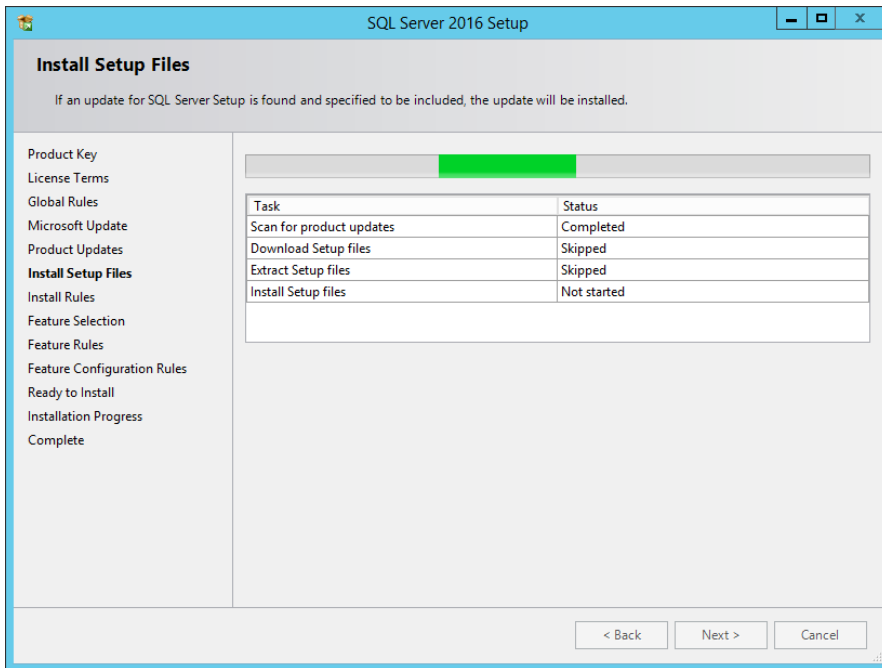 SQL Server 2016 Setup
Install Setup Files
If an update for SQL Server Setup is found and specified to be included, the update will be installed.
Product Key
License Terms
Global Rules
Microsoft Update
Product Updates
Install Setup Files
Install Rules
Feature Selection
Feature Rules
Feature Configuration Rules
Ready to Install
Installation Progress
Complete
Task Status
Scan for product updates Completed
Download Setup files Skipped
Extract Setup files Skipped
Install Setup files Not started
< Back Next > Cancel